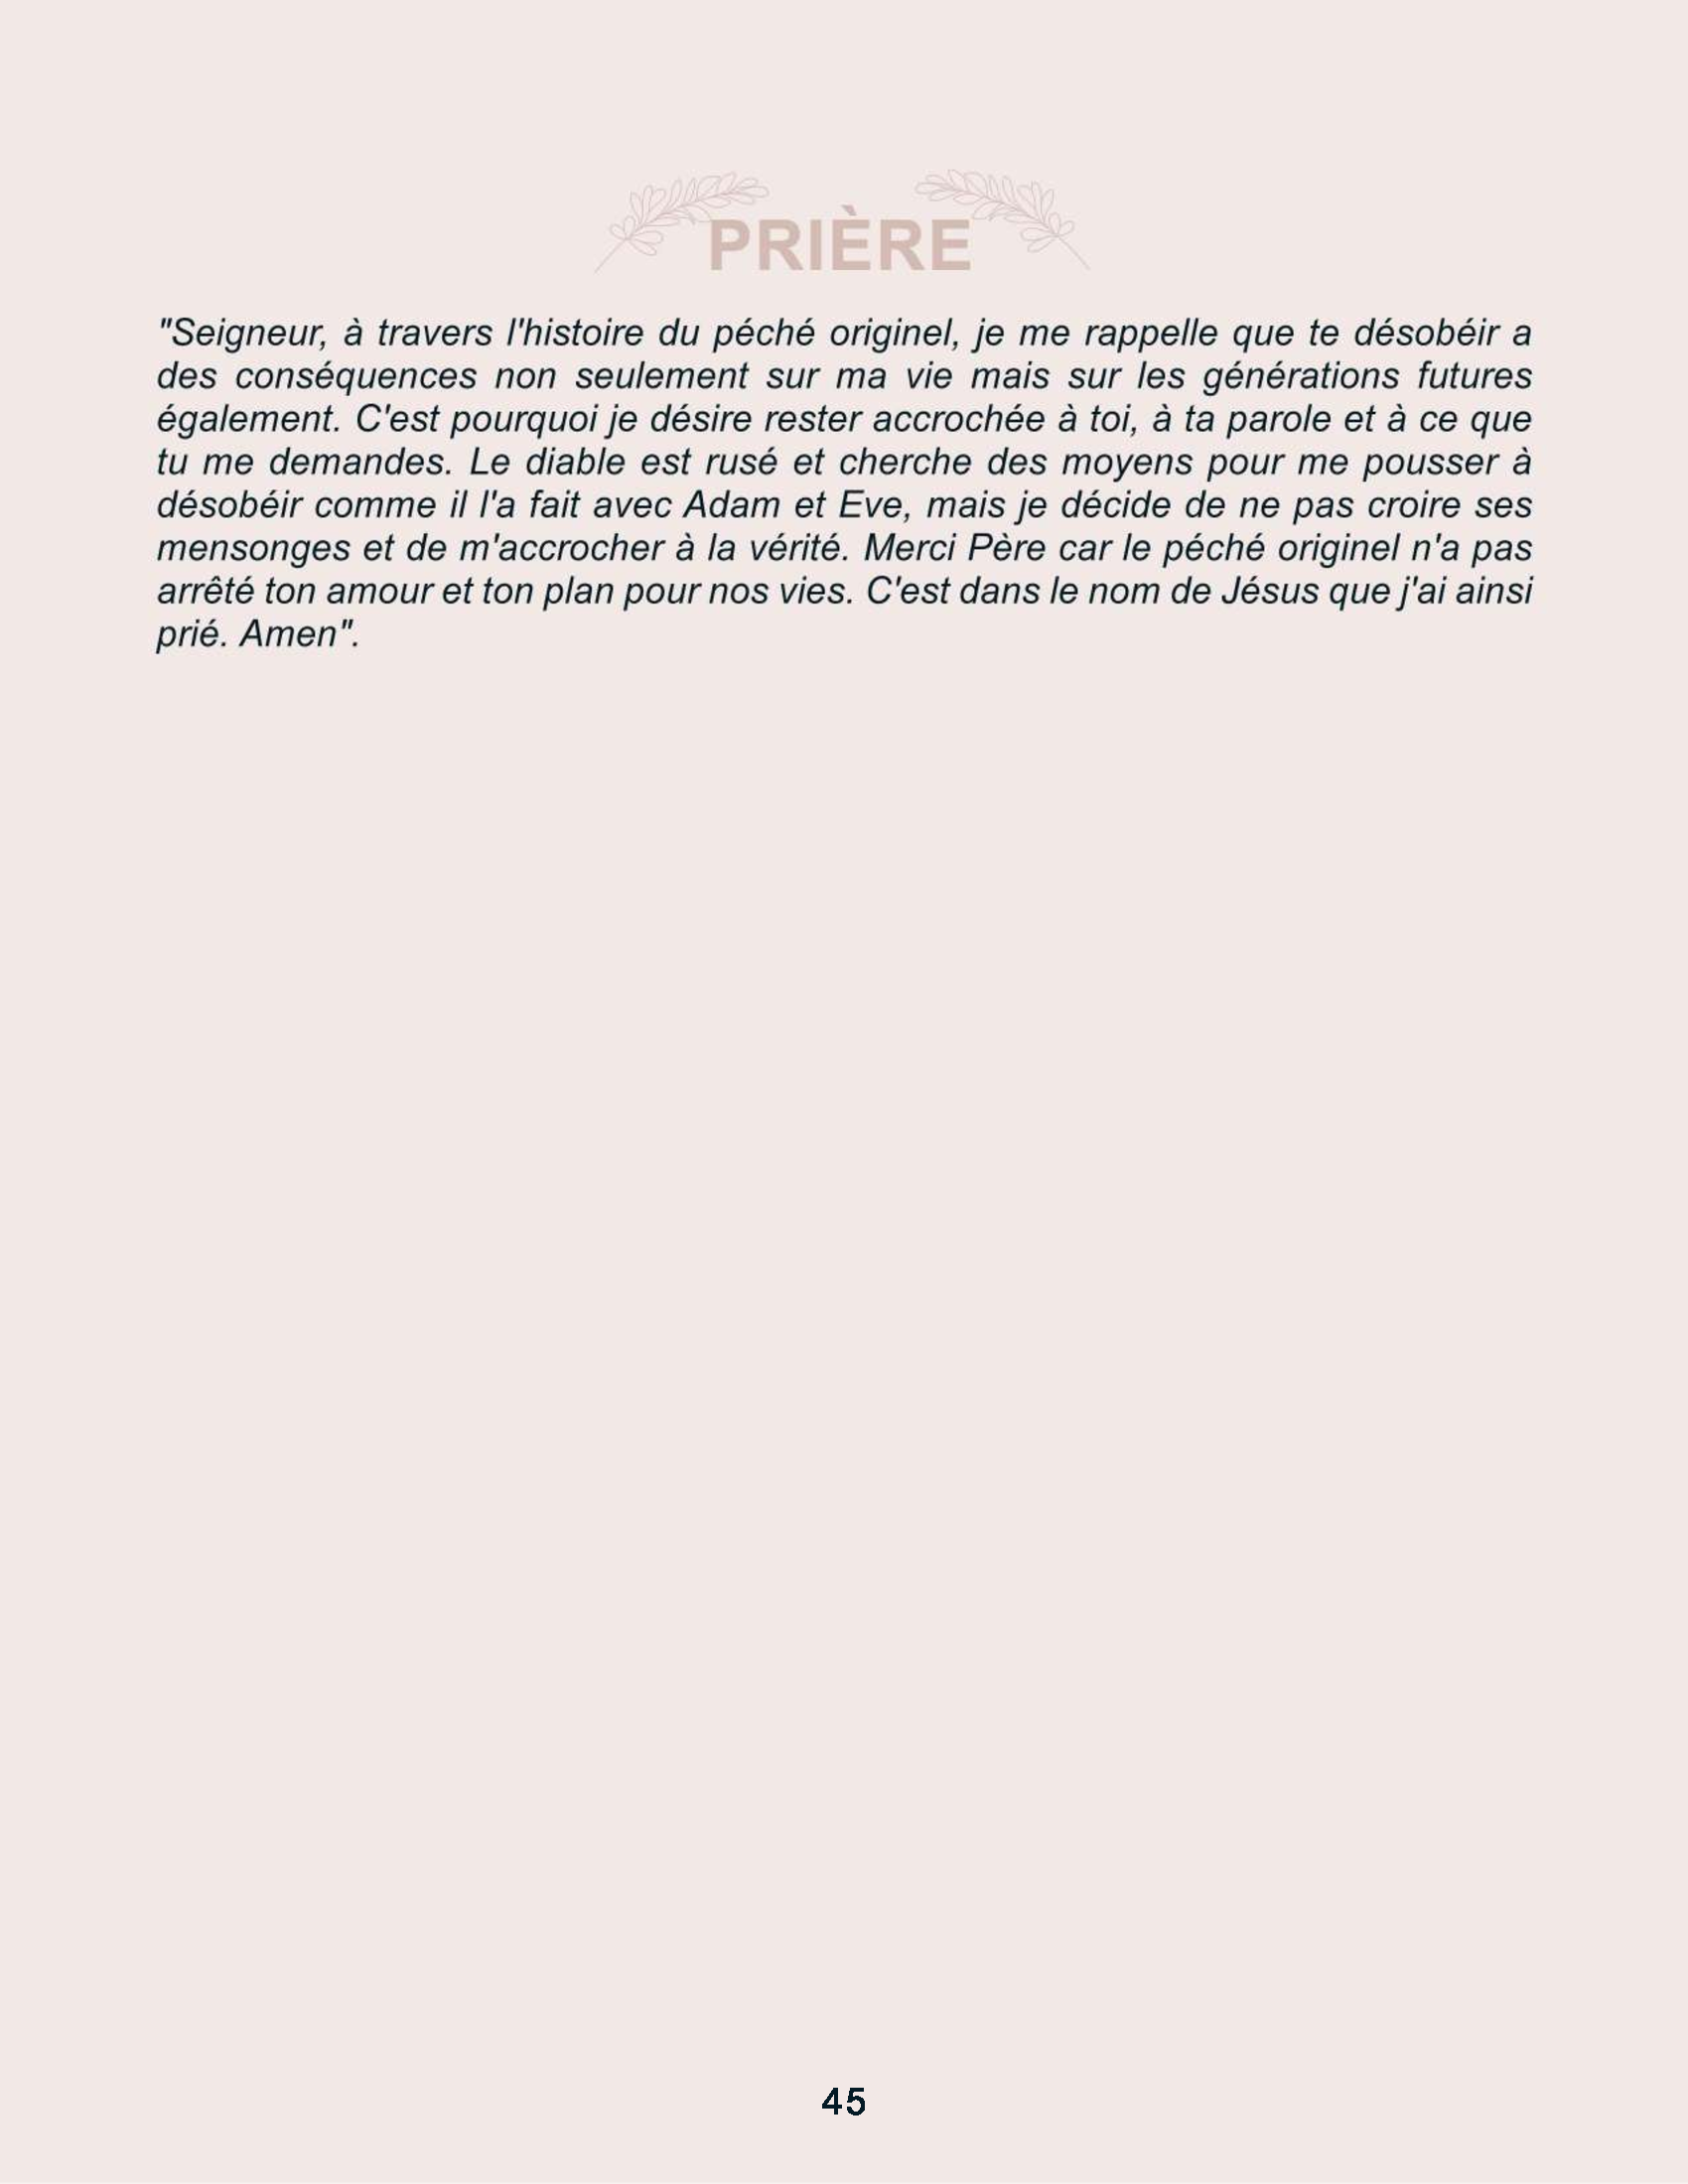 PRIÈRE
"Seigneur, à travers l'histoire du péché originel, je me rappelle que te désobéir a
des conséquences non seulement sur ma vie mais sur les générations futures
également. C'est pourquoi je désire rester accrochée à toi, à ta parole et à ce que
tu me demandes. Le diable est rusé et cherche des moyens pour me pousser à
désobéir comme il l'a fait avec Adam et Eve, mais je décide de ne pas croire ses
mensonges et de m'accrocher à la vérité. Merci Père car le péché originel n'a pas
arrêté ton amour et ton plan pour nos vies. C'est dans le nom de Jésus que j'ai ainsi
prié. Amen".
45